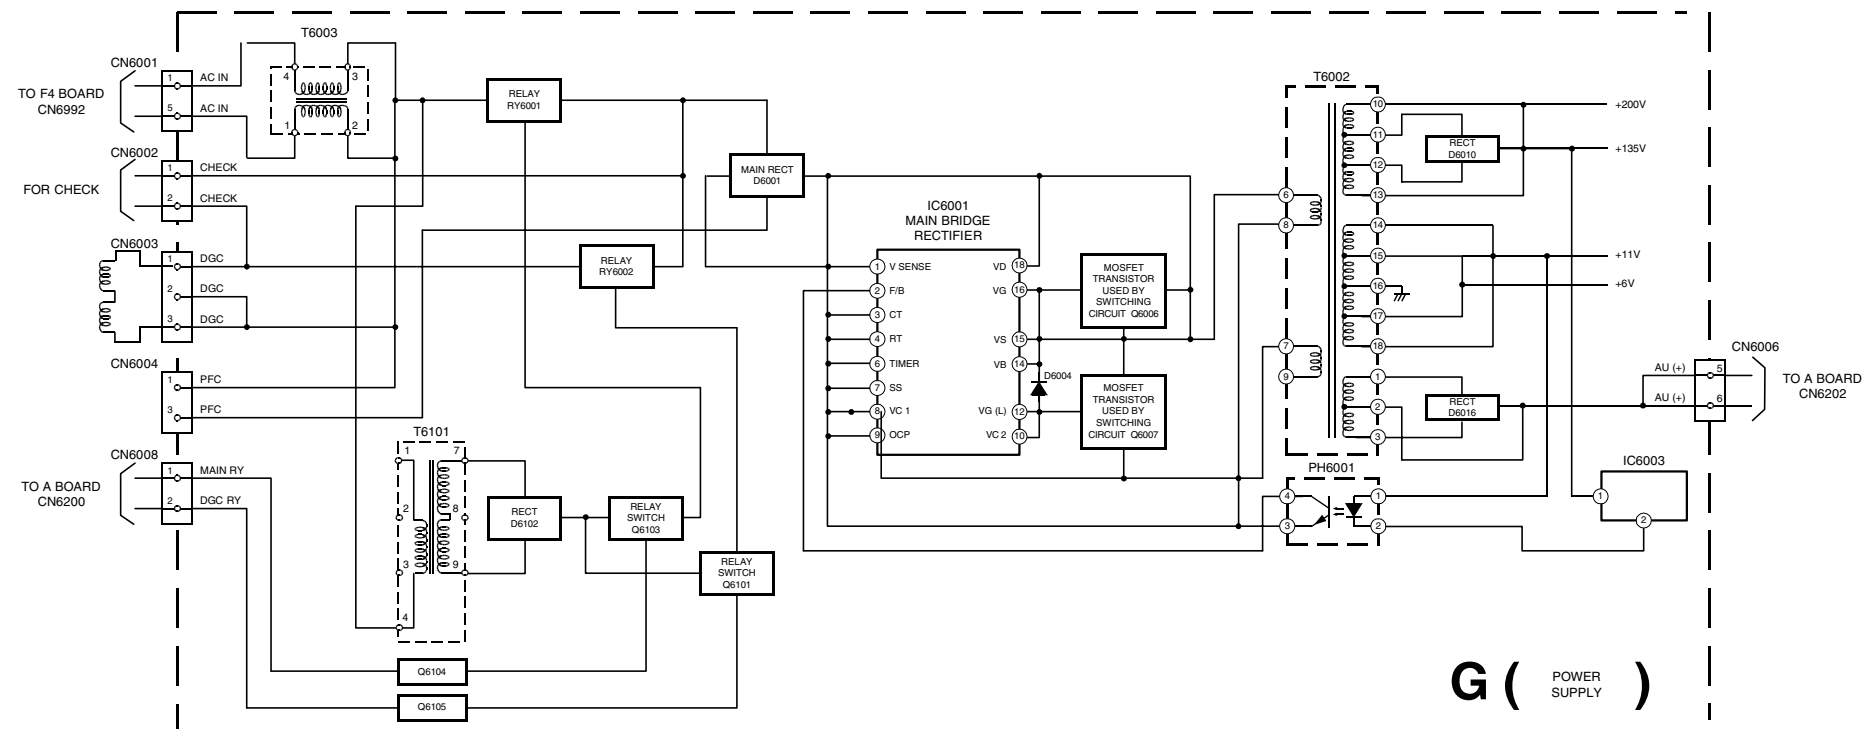 T6003
CN6001
1 AC IN
5 AC IN
TO F4 BOARD
CN6992
4 3
1 2
CN6002
1 CHECK
2 CHECK
FOR CHECK
CN6003
1 DGC
2 DGC
3 DGC
CN6004
1 PFC
3 PFC
CN6008
1 MAIN RY
2 DGC RY
TO A BOARD
CN6200
RELAY
RY6001
RELAY
RY6002
MAIN RECT
D6001
T6101
1 7
2 8
3 9
4
RECT
D6102
RELAY
SWITCH
Q6103
RELAY
SWITCH
Q6101
Q6104
Q6105
IC6001
MAIN BRIDGE
RECTIFIER
1 V SENSE
2 F/B
3 CT
4 RT
6 TIMER
7 SS
8 VC 1
9 OCP
VD 18
VG 16
VS 15
VB 14
VG (L) 12
VC 2 10
D6004
MOSFET
TRANSISTOR
USED BY
SWITCHING
CIRCUIT Q6006
MOSFET
TRANSISTOR
USED BY
SWITCHING
CIRCUIT Q6007
T6002
6
8
7
9
10
11
12
13
14
15
16
17
18
1
2
3
RECT
D6010
RECT
D6016
+200V
+135V
+11V
+6V
PH6001
4 1
3 2
IC6003
1
2
CN6006
AU (+) 5
AU (+) 6
TO A BOARD
CN6202
G ( POWER
SUPPLY )